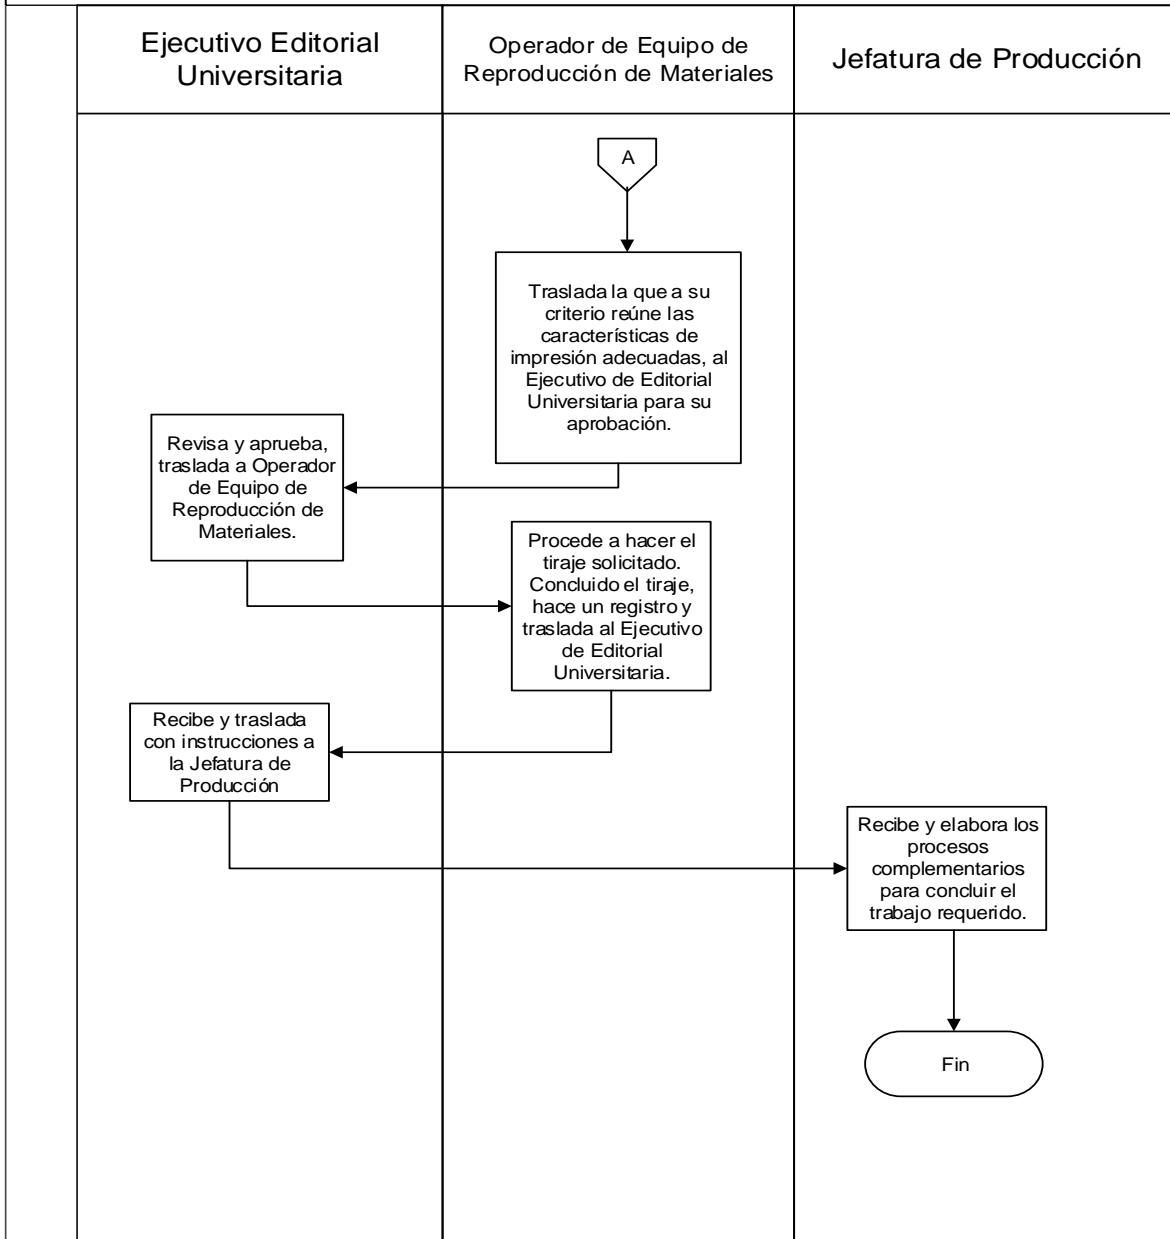 Ejecutivo Editorial
Universitaria
Operador de Equipo de
Reproducción de Materiales
Jefatura de Producción
A
Traslada la que a su
criterio reúne las
características de
impresión adecuadas, al
Ejecutivo de Editorial
Universitaria para su
aprobación.
Revisa y aprueba,
traslada a Operador
de Equipo de
Reproducción de
Materiales.
Procede a hacer el
tiraje solicitado.
Concluido el tiraje,
hace un registro y
traslada al Ejecutivo
de Editorial
Universitaria.
Recibe y traslada
con instrucciones a
la Jefatura de
Producción
Recibe y elabora los
procesos
complementarios
para concluir el
trabajo requerido.
Fin